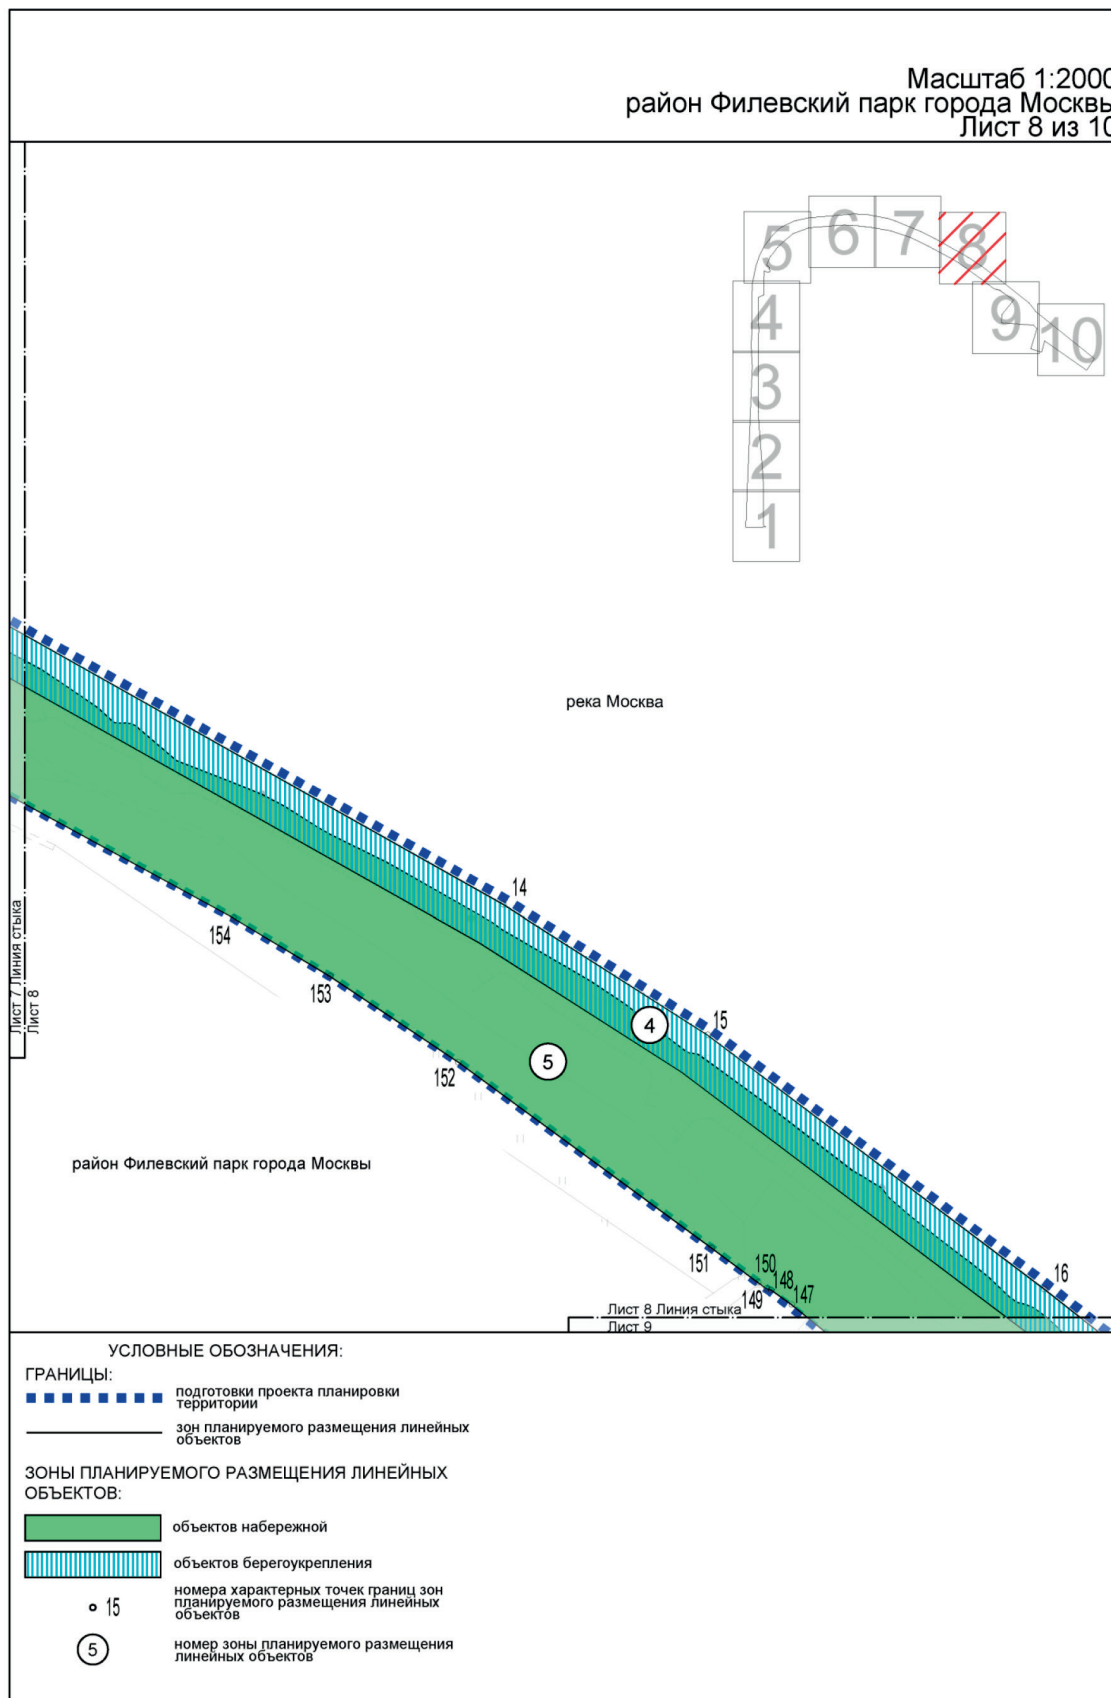 Масштаб 1:2000
район Филевский парк города Москвы
Лист 8 из 10
5
6
7
8
4
9
10
3
2
1
река Москва
14
15
4
5
154
153
152
Лист 7 Линия стыка
Лист 8
район Филевский парк города Москвы
151
150
149
148
147
16
Лист 8 Линия стыка
Лист 9
УСЛОВНЫЕ ОБОЗНАЧЕНИЯ:
ГРАНИЦЫ:
подготовки проекта планировки
территории
зон планируемого размещения линейных
объектов
ЗОНЫ ПЛАНИРУЕМОГО РАЗМЕЩЕНИЯ ЛИНЕЙНЫХ
ОБЪЕКТОВ:
объектов набережной
объектов берегоукрепления
15
номера характерных точек границ зон
планируемого размещения линейных
объектов
5
номер зоны планируемого размещения
линейных объектов